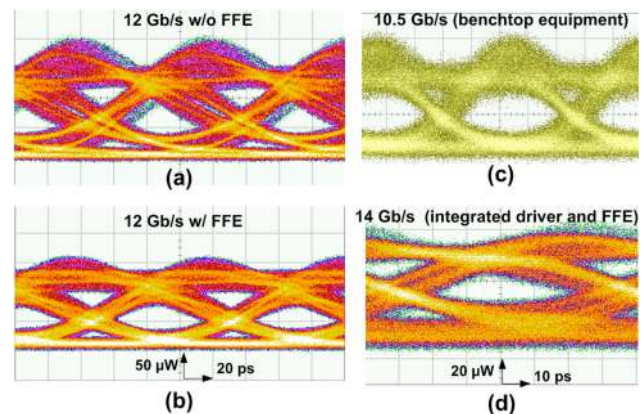 12 Gb/s w/o FFE
(a)
10.5 Gb/s (benchtop equipment)
(c)
12 Gb/s w/ FFE
50 µW
20 ps
(b)
14 Gb/s (integrated driver and FFE)
20 µW
10 ps
(d)